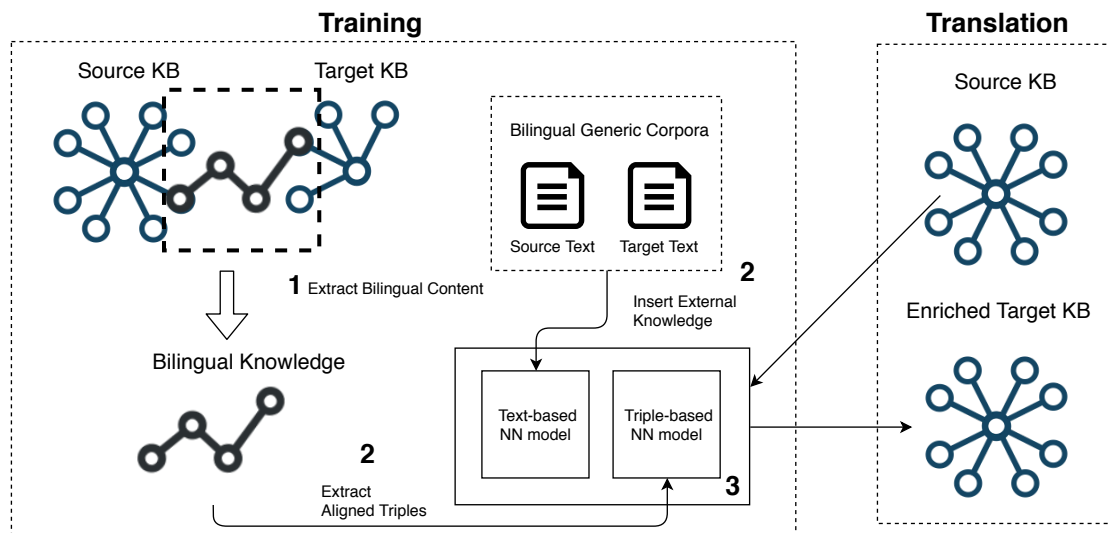 Training
Translation
Source KB
Target KB
Bilingual Generic Corpora
Source Text
Target Text
1 Extract Bilingual Content
2
Insert External
Knowledge
Bilingual Knowledge
2
Extract
Aligned Triples
Text-based
NN model
Triple-based
NN model
3
Source KB
Enriched Target KB